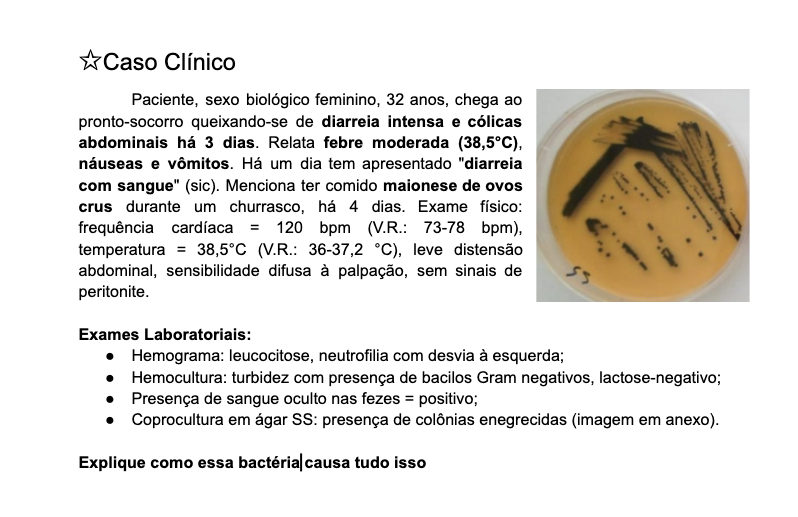 ☆Caso Clínico
Paciente, sexo biológico feminino, 32 anos, chega ao
pronto-socorro queixando-se de diarreia intensa e cólicas
abdominais há 3 dias. Relata febre moderada (38,5°C),
náuseas e vômitos. Há um dia tem apresentado "diarreia
com sangue" (sic). Menciona ter comido maionese de ovos
crus durante um churrasco, há 4 dias. Exame físico:
frequência cardíaca = 120 bpm (V.R.: 73-78 bpm),
temperatura = 38,5°C (V.R.: 36-37,2 °C), leve distensão
abdominal, sensibilidade difusa à palpação, sem sinais de
peritonite.
SS
Exames Laboratoriais:
● Hemograma: leucocitose, neutrofilia com desvia à esquerda;
● Hemocultura: turbidez com presença de bacilos Gram negativos, lactose-negativo;
● Presença de sangue oculto nas fezes = positivo;
● Coprocultura em ágar SS: presença de colônias enegrecidas (imagem em anexo).
Explique como essa bactéria causa tudo isso